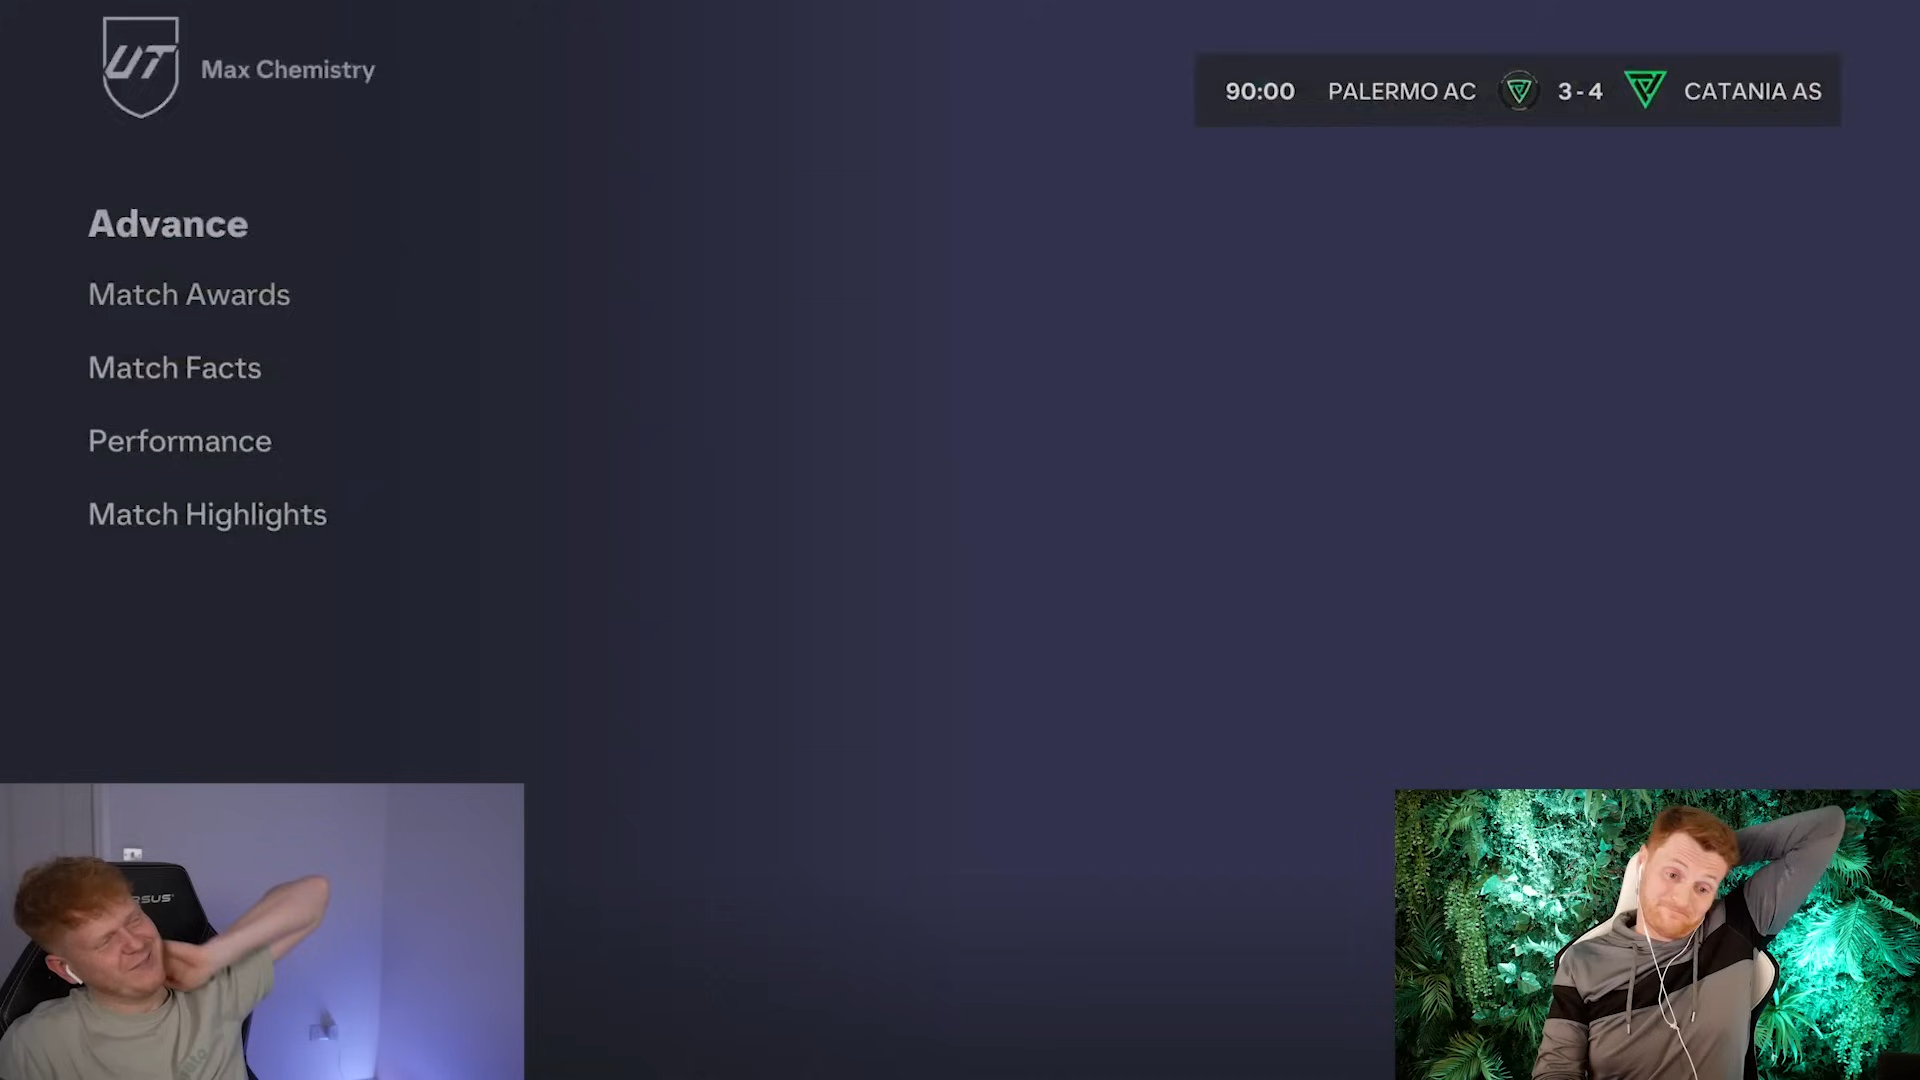 UT
Max Chemistry
90:00 PALERMO AC 3 - 4 CATANIA AS
Advance
Match Awards
Match Facts
Performance
Match Highlights